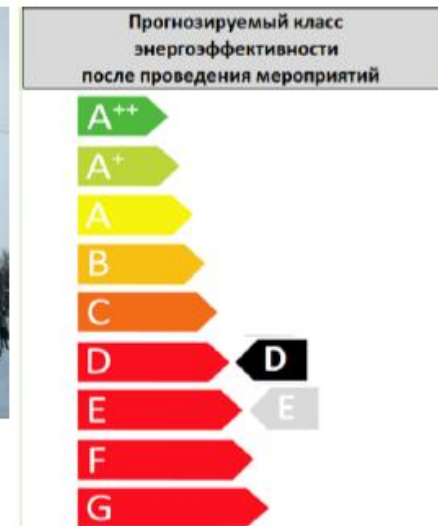 Прогнозируемый класс
энергоэффективности
после проведения мероприятий
A++
A+
A
B
C
D D
E E
F
G